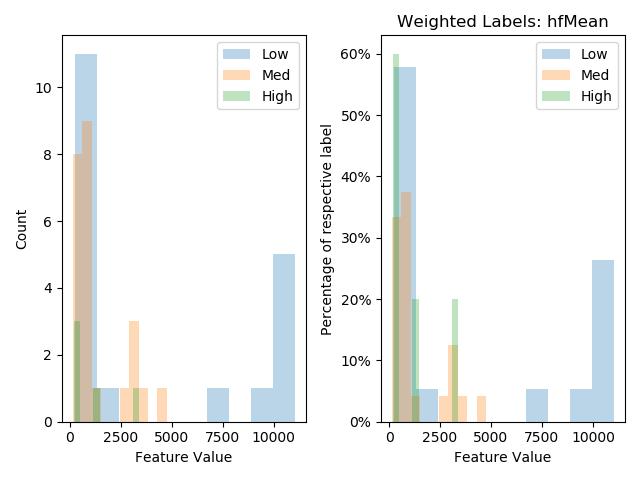 Weighted Labels: hfMean
Low
Med
High
Count
10
8
6
4
2
0
0
2500
5000
7500
10000
Feature Value
Low
Med
High
Percentage of respective label
60%
50%
40%
30%
20%
10%
0%
0
2500
5000
7500
10000
Feature Value